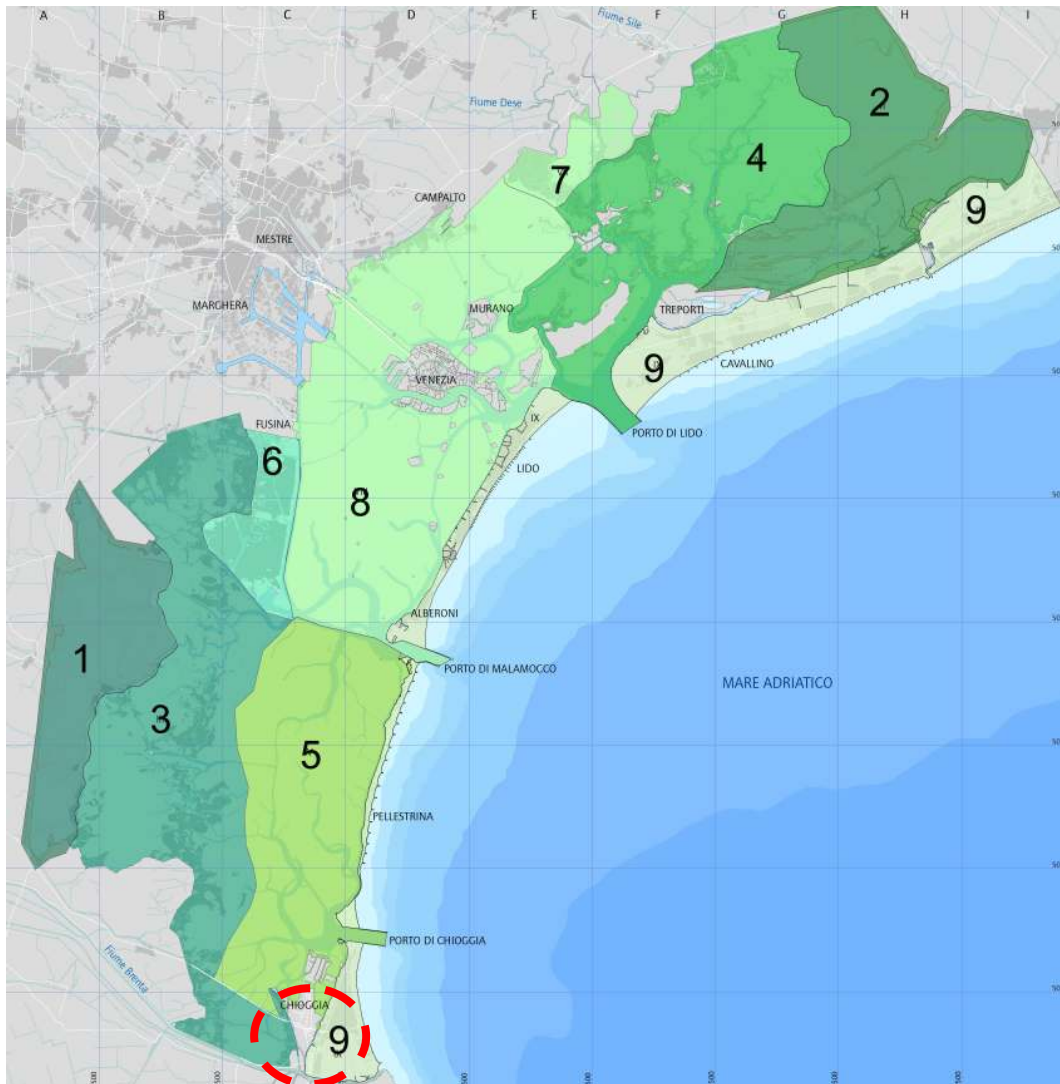 A B C D E F G H I
Fiume Sile
Fiume Dese
2
4
7
CAMPALTO
9
MESTRE
MARGHERA
MURANO
TREPORTI
9
CAVALLINO
VENEZIA
IX
PORTO DI LIDO
FUSINA
6
LIDO
8
ALBERONI
1
PORTO DI MALAMOCCO
MARE ADRIATICO
3
5
PELLESTRINA
PORTO DI CHIOGGIA
Fiume Brenta
CHIOGGIA
9